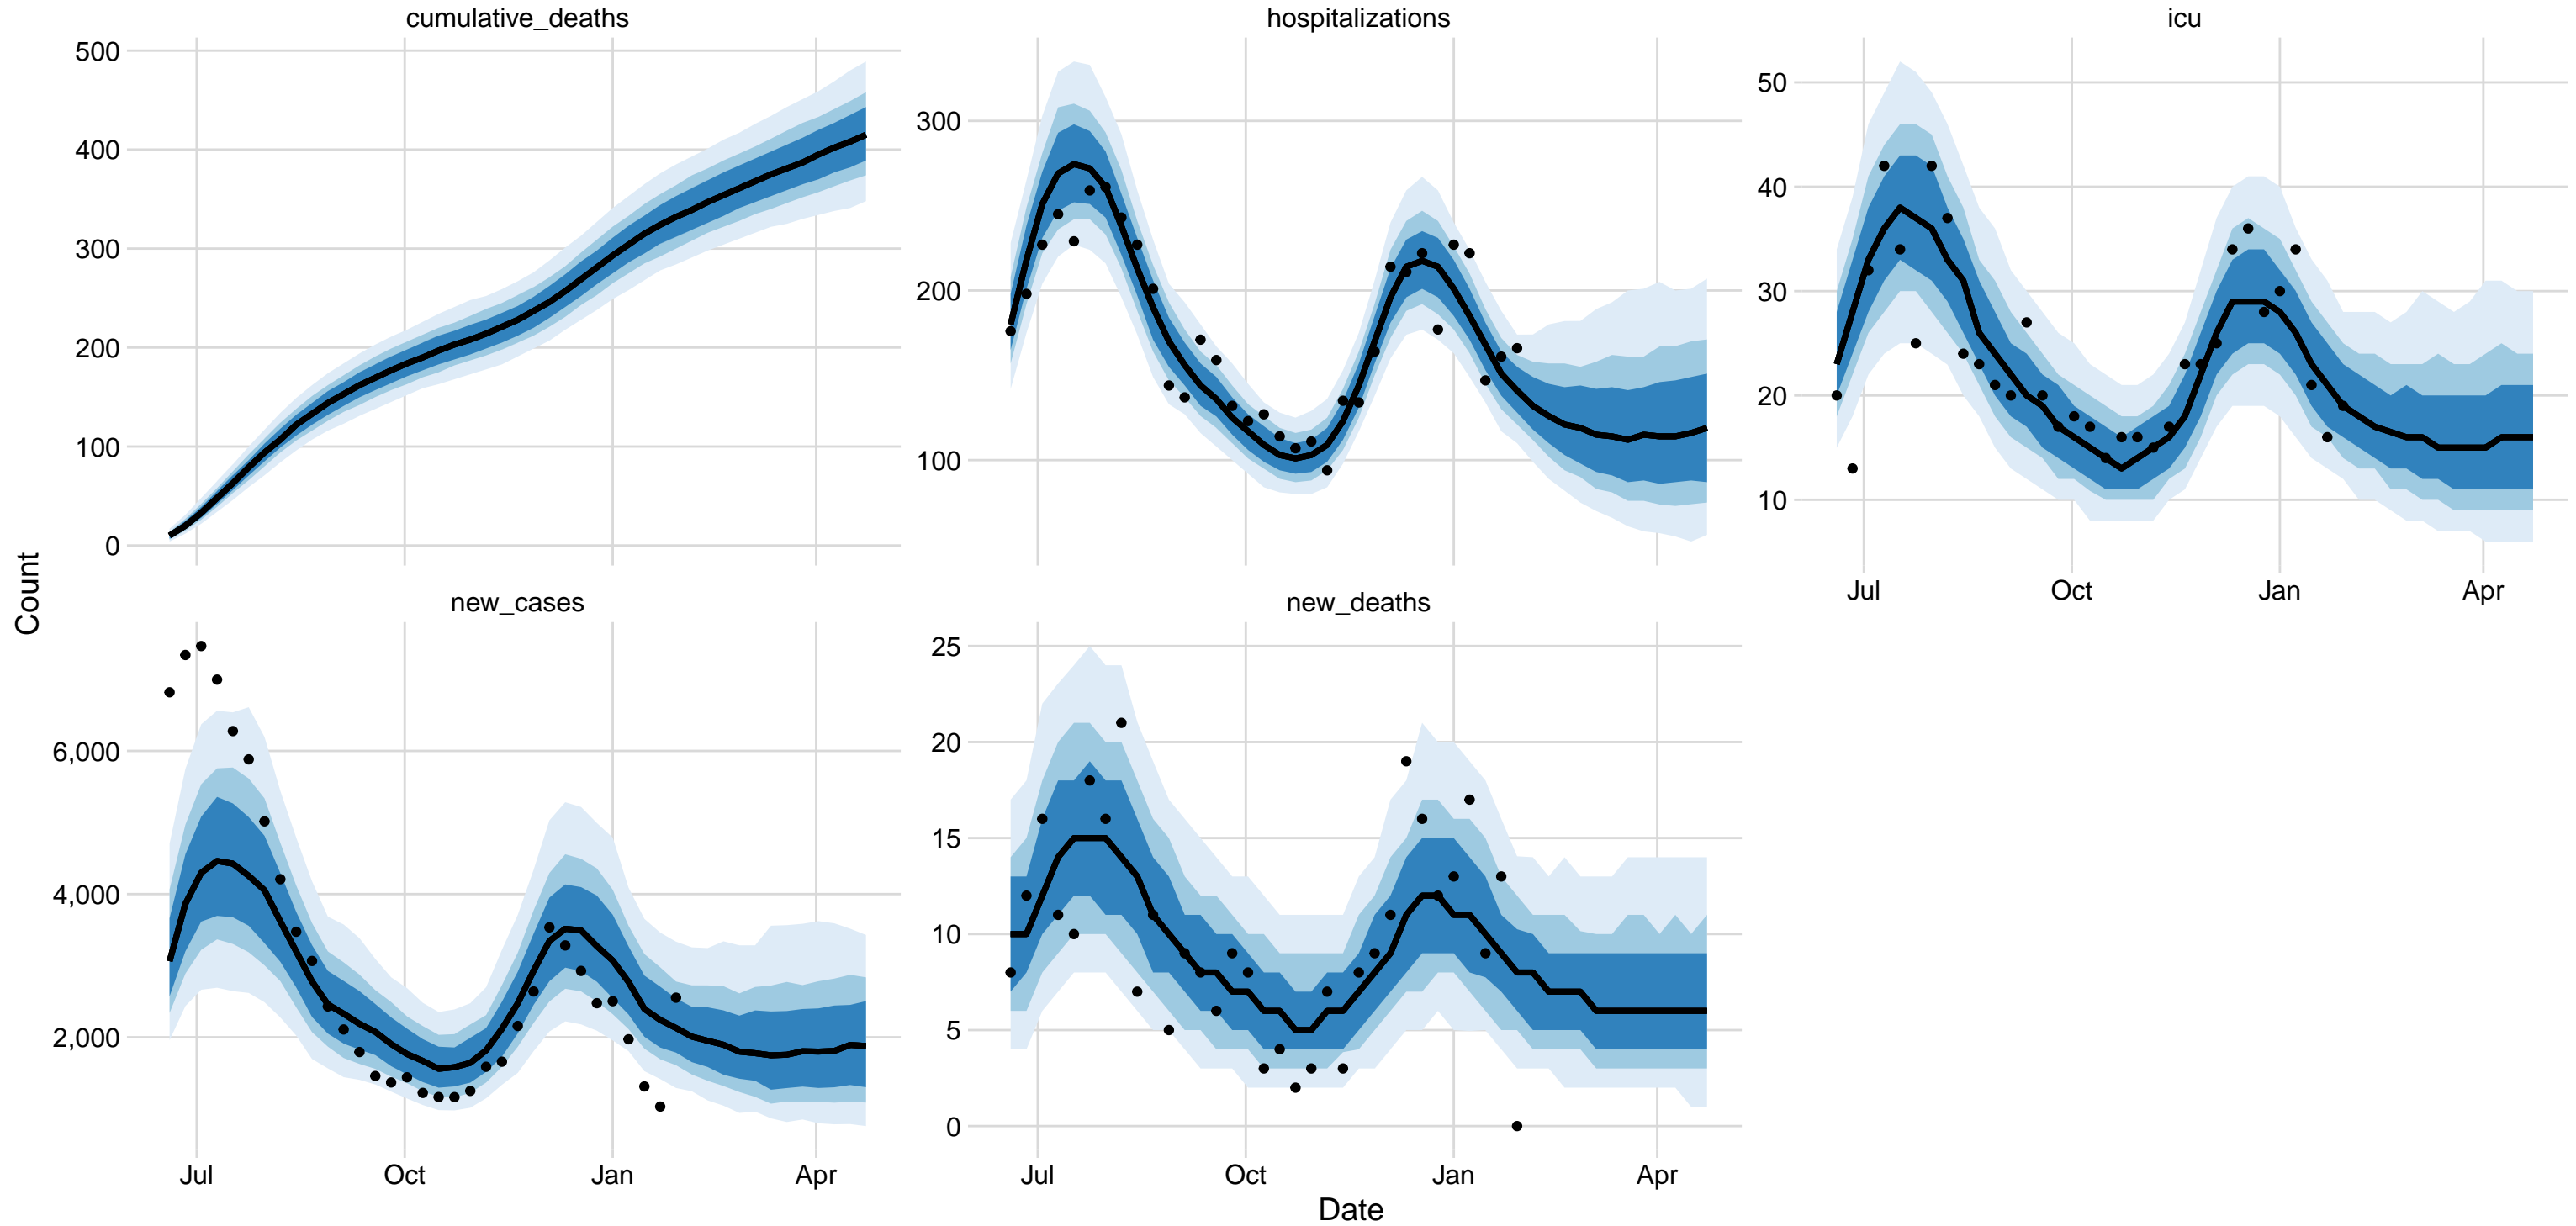 cumulative_deaths
500
400
300
200
100
0
hospitalizations
300
200
100
icu
50
40
30
20
10
Jul Oct Jan Apr
Count
new_cases
6,000
4,000
2,000
Jul Oct Jan Apr
new_deaths
25
20
15
10
5
0
Jul Oct Jan Apr
Date